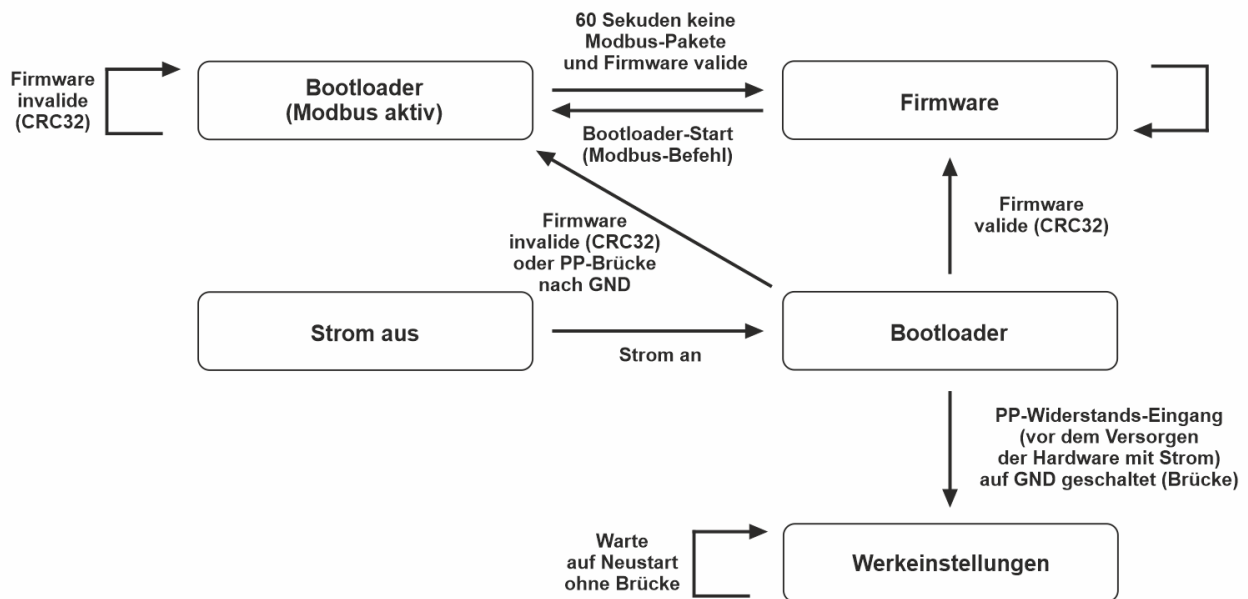 60 Sekuden keine
Modbus-Pakete
und Firmware valide
Firmware
invalide
(CRC32)
Bootloader
(Modbus aktiv)
Firmware
Bootloader-Start
(Modbus-Befehl)
Firmware
invalide (CRC32)
oder PP-Brücke
nach GND
Firmware
valide (CRC32)
Strom aus
Strom an
Bootloader
PP-Widerstands-Eingang
(vor dem Versorgen
der Hardware mit Strom)
auf GND geschaltet (Brücke)
Warte
auf Neustart
ohne Brücke
Werkeinstellungen